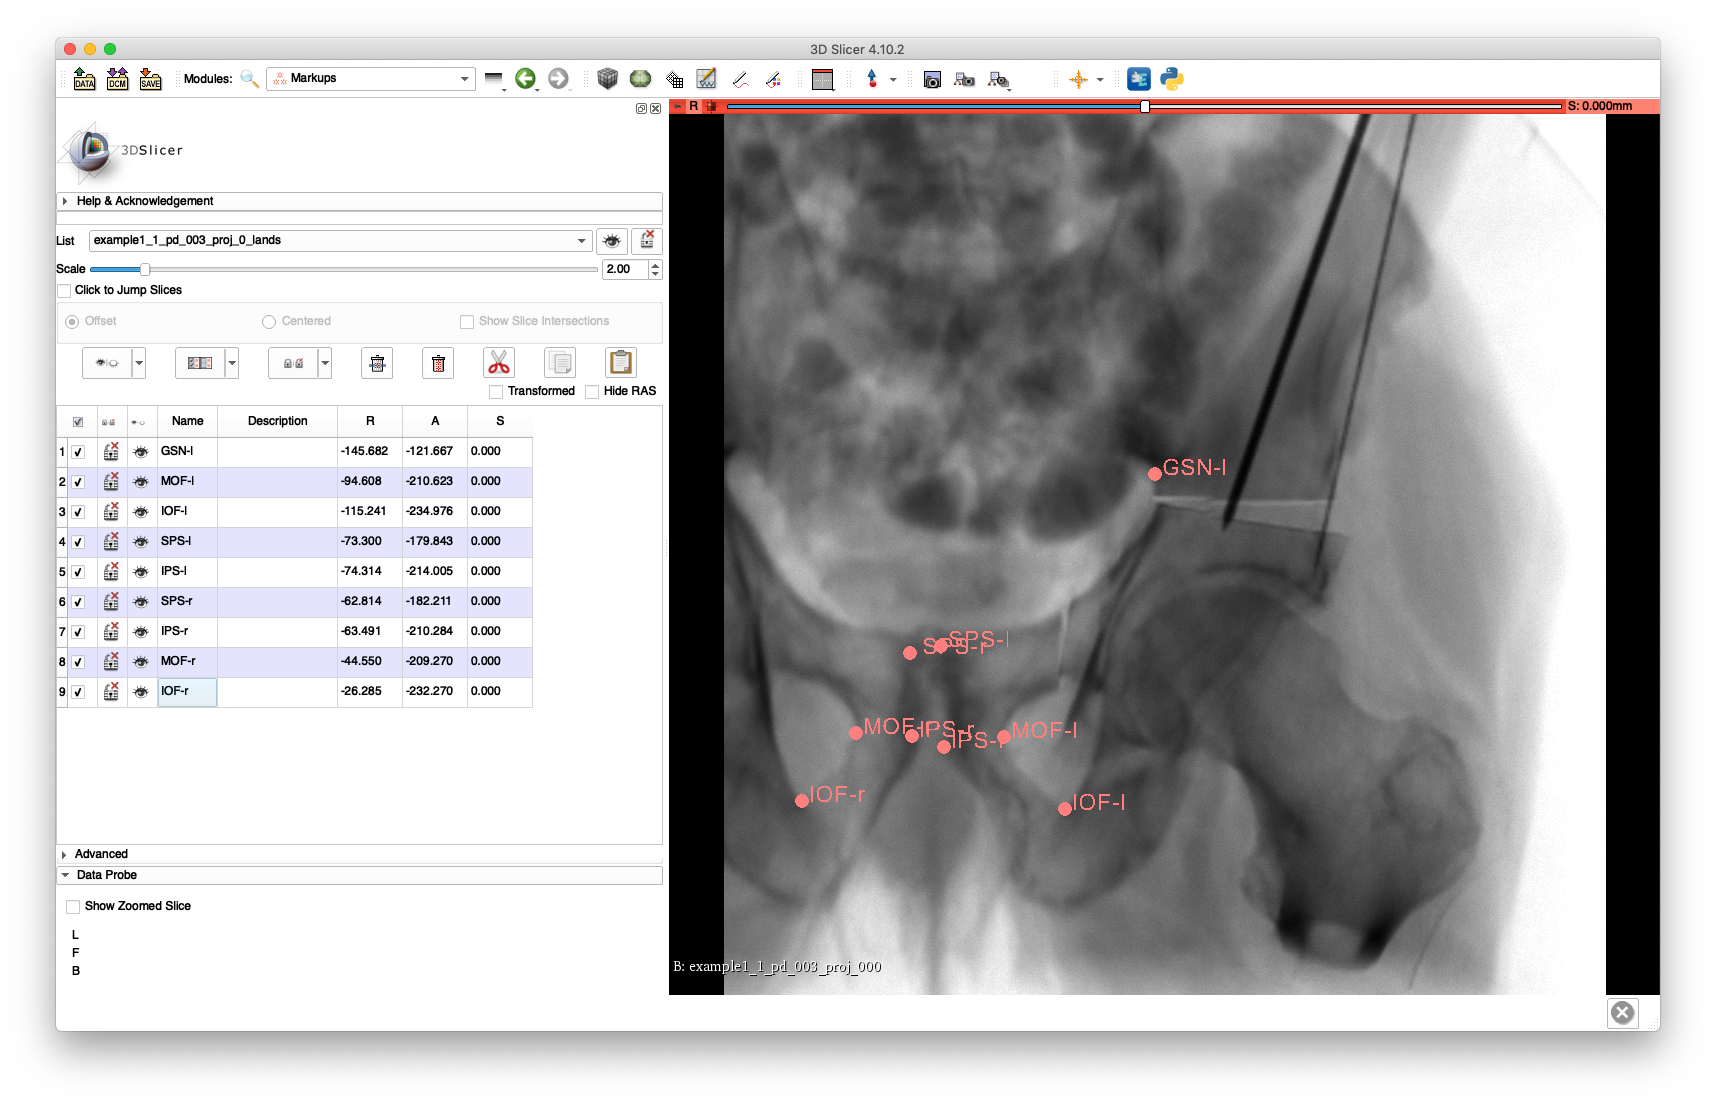 3D Slicer 4.10.2
DATA
DCM
SAVE
Modules:
Markups
R
S: 0.000mm
3DSlicer
Help & Acknowledgement
List
example1_1_pd_003_proj_0_lands
Scale
2.00
Click to Jump Slices
Offset
Centered
Show Slice Intersections
Transformed
Hide RAS
Name Description R A S
1 GSN-l -145.682 -121.667 0.000
2 MOF-l -94.608 -210.623 0.000
3 IOF-l -115.241 -234.976 0.000
4 SPS-l -73.300 -179.843 0.000
5 IPS-l -74.314 -214.005 0.000
6 SPS-r -62.814 -182.211 0.000
7 IPS-r -63.491 -210.284 0.000
8 MOF-r -44.550 -209.270 0.000
9 IOF-r -26.285 -232.270 0.000
Advanced
Data Probe
Show Zoomed Slice
L
F
B
GSN-l
SPS-l
SPS-r
MOF-r
IPS-r
IPS-l
MOF-l
IOF-r
IOF-l
B: example1_1_pd_003_proj_000